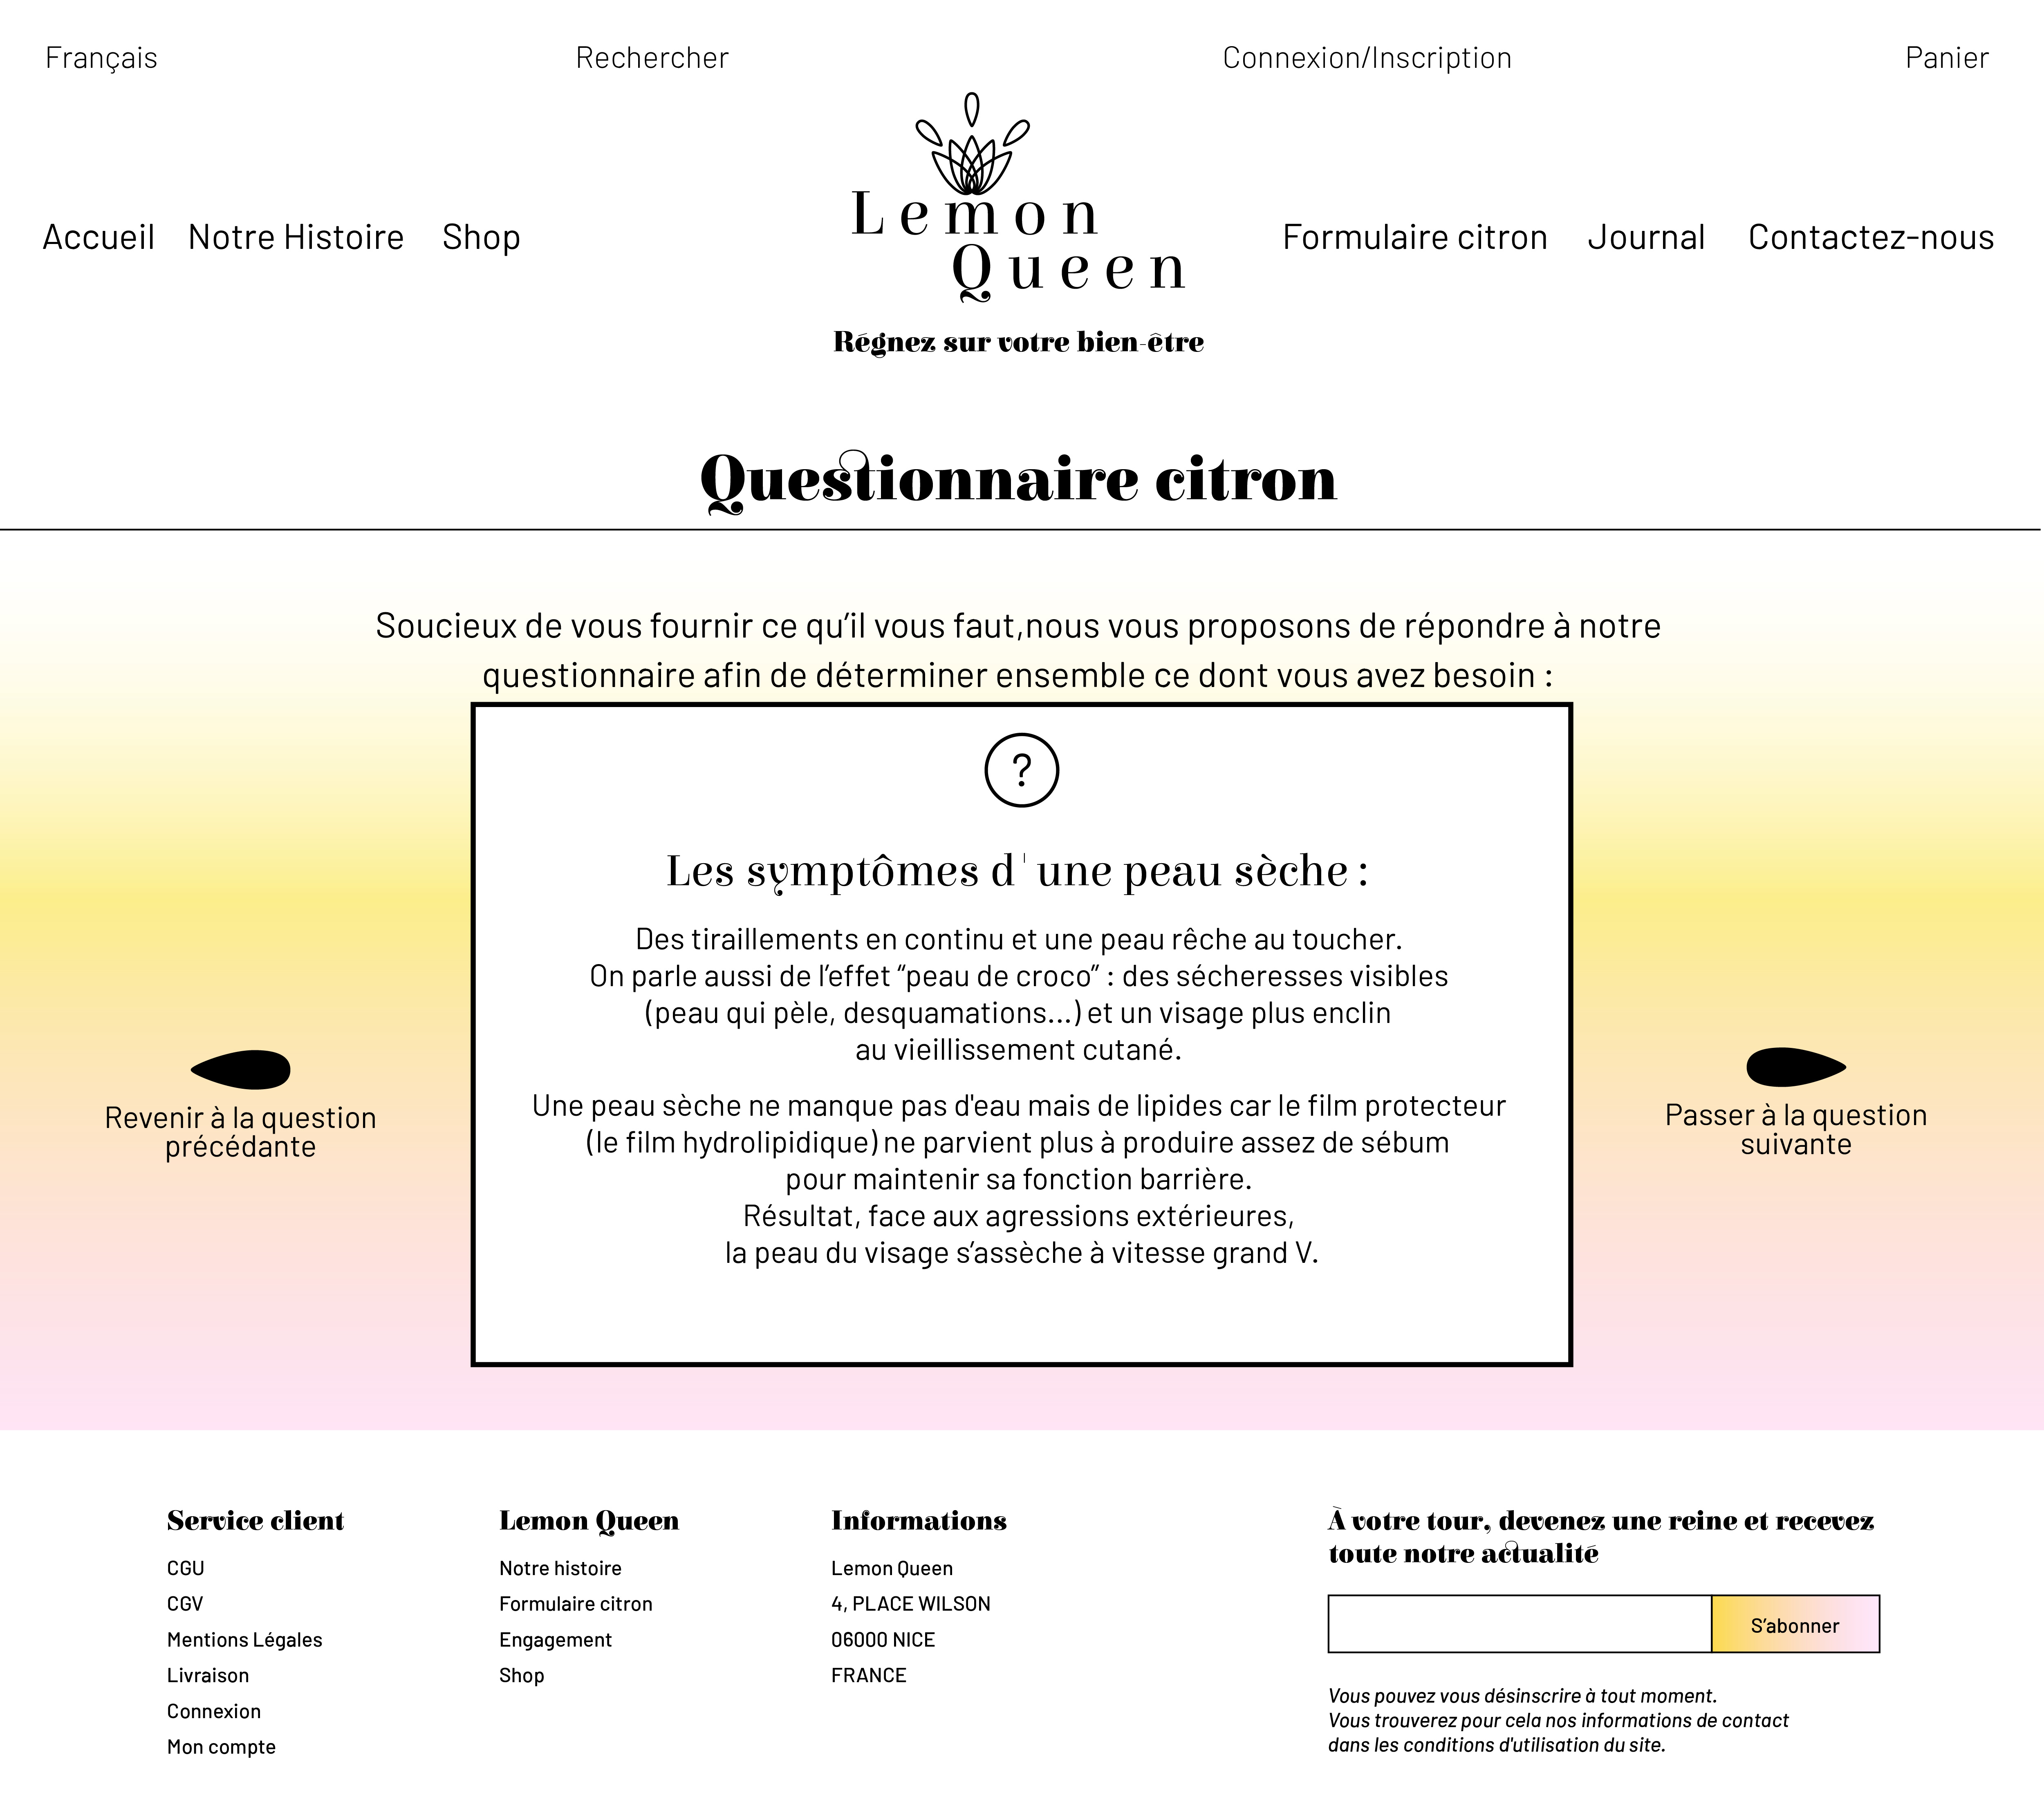 Français
Rechercher
Connexion/Inscription
Panier
Accueil
Notre Histoire
Shop
Lemon
Queen
Régnez sur votre bien-être
Formulaire citron
Journal
Contactez-nous
Questionnaire citron
Soucieux de vous fournir ce qu’il vous faut,nous vous proposons de répondre à notre
questionnaire afin de déterminer ensemble ce dont vous avez besoin :
?
Les symptômes d'une peau sèche :
Des tiraillements en continu et une peau rêche au toucher.
On parle aussi de l’effet “peau de croco” : des sécheresses visibles
(peau qui pèle, desquamations...) et un visage plus enclin
au vieillissement cutané.
Une peau sèche ne manque pas d'eau mais de lipides car le film protecteur
(le film hydrolipidique) ne parvient plus à produire assez de sébum
pour maintenir sa fonction barrière.
Résultat, face aux agressions extérieures,
la peau du visage s’assèche à vitesse grand V.
Revenir à la question
précédante
Passer à la question
suivante
Service client
CGU
CGV
Mentions Légales
Livraison
Connexion
Mon compte
Lemon Queen
Notre histoire
Formulaire citron
Engagement
Shop
Informations
Lemon Queen
4, PLACE WILSON
06000 NICE
FRANCE
À votre tour, devenez une reine et recevez
toute notre actualité
S’abonner
Vous pouvez vous désinscrire à tout moment.
Vous trouverez pour cela nos informations de contact
dans les conditions d'utilisation du site.